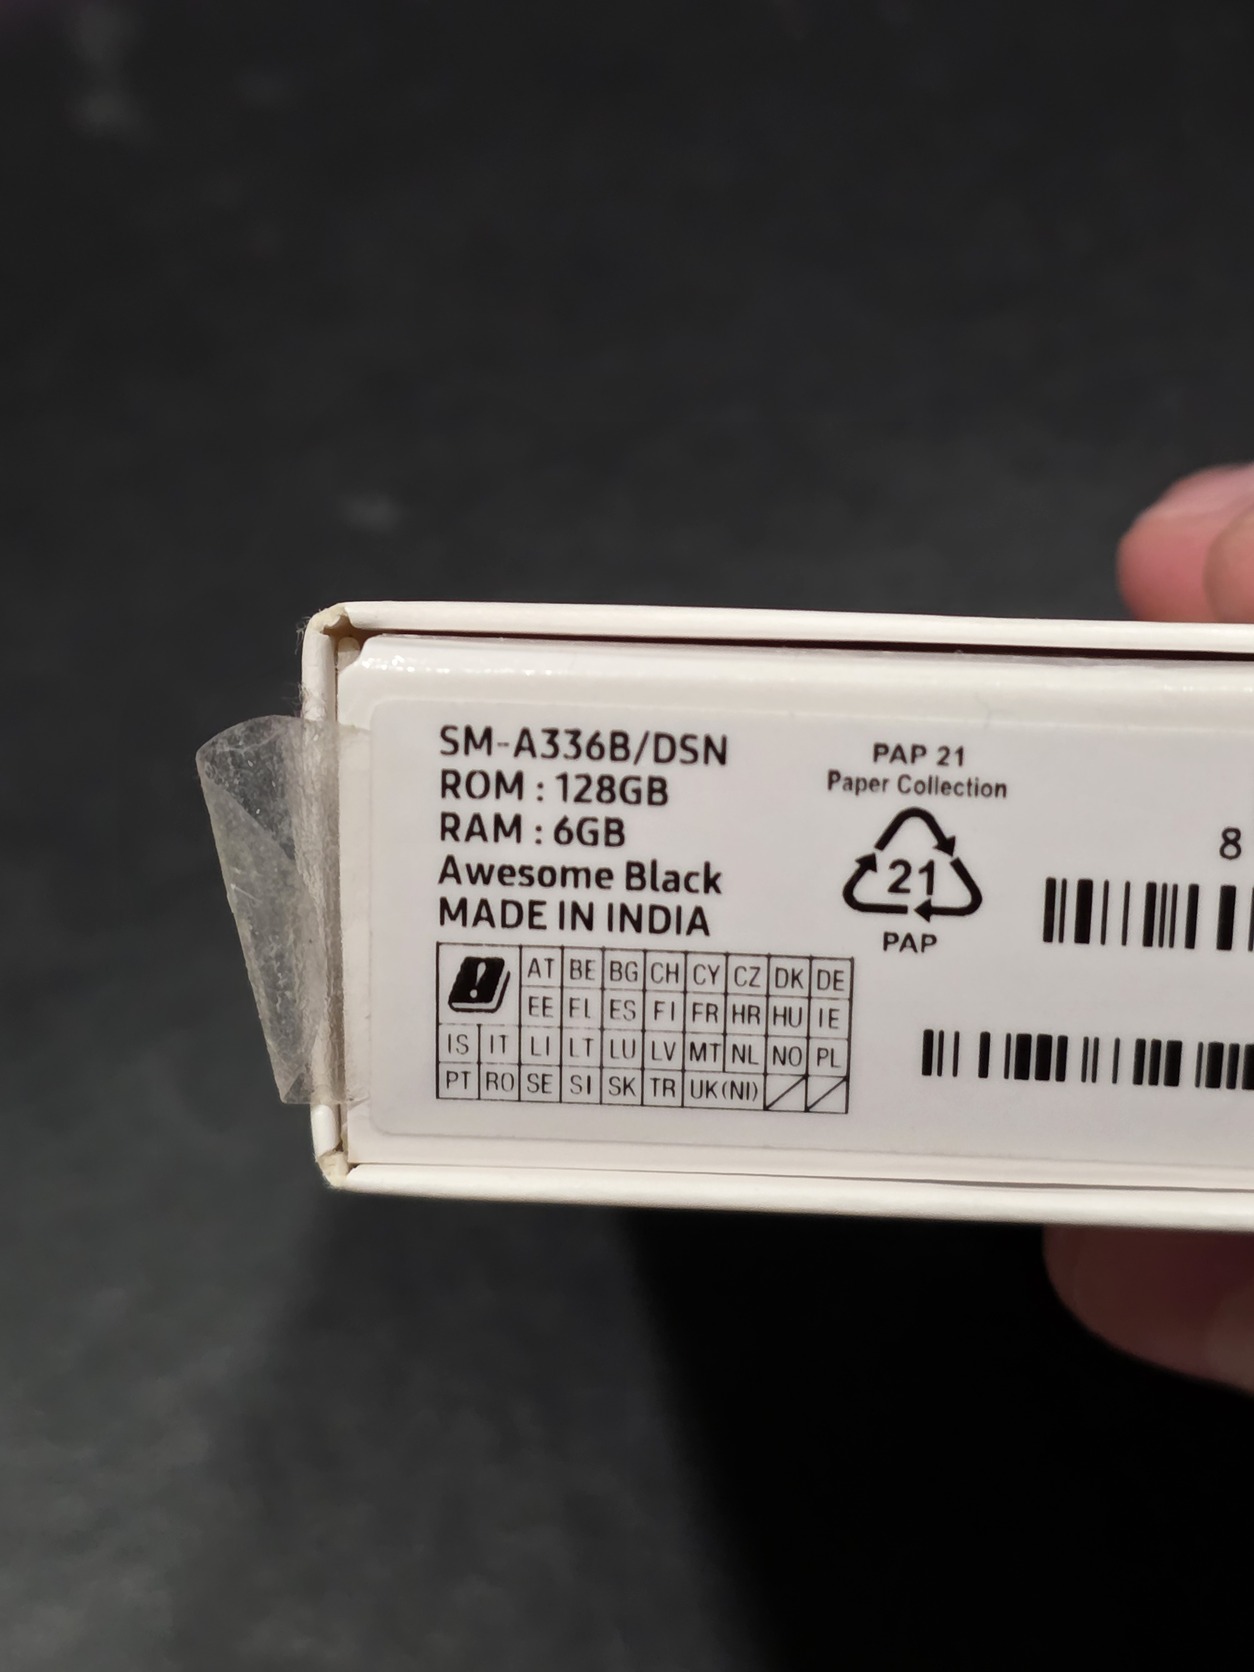 SM-A336B/DSN
ROM : 128GB
RAM : 6GB
Awesome Black
MADE IN INDIA
AT BE BG CH CY CZ DK DE
EE EL ES FI FR HR HU IE
IS IT LI LT LU LV MT NL NO PL
PT RO SE SI SK TR UK(NI)
PAP 21
Paper Collection
21
PAP
8